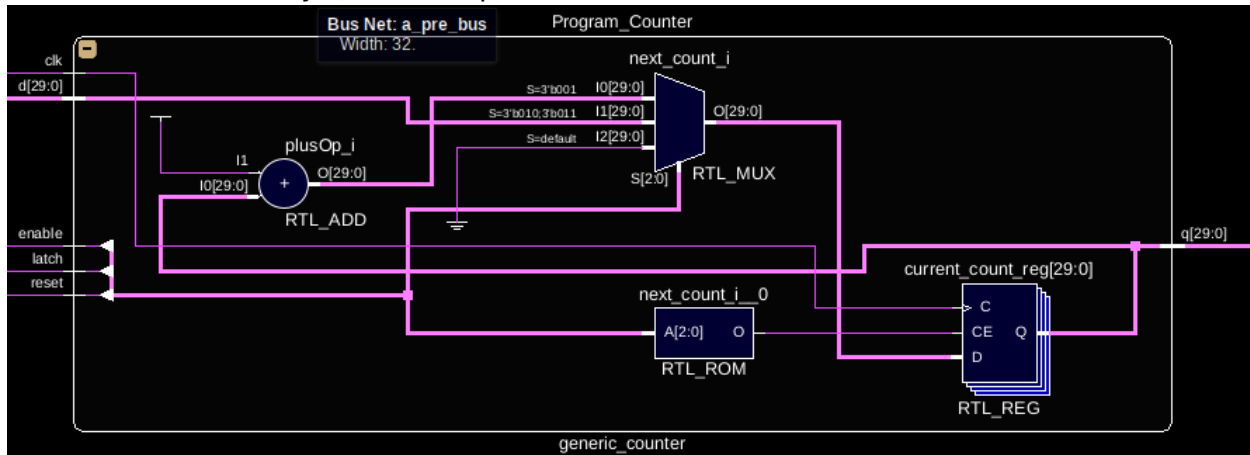 Program_Counter
Bus Net: a_pre_bus
Width: 32.
next_count_i
clk
d[29:0]
S=3'b001 I0[29:0]
S=3'b010;3'b011 I1[29:0] O[29:0]
S=default I2[29:0]
S[2:0] RTL_MUX
plusOp_i
I1 O[29:0]
I0[29:0] +
RTL_ADD
enable
latch
reset
q[29:0]
current_count_reg[29:0]
next_count_i__0
C
A[2:0] O
CE Q
D
RTL_ROM
RTL_REG
generic_counter